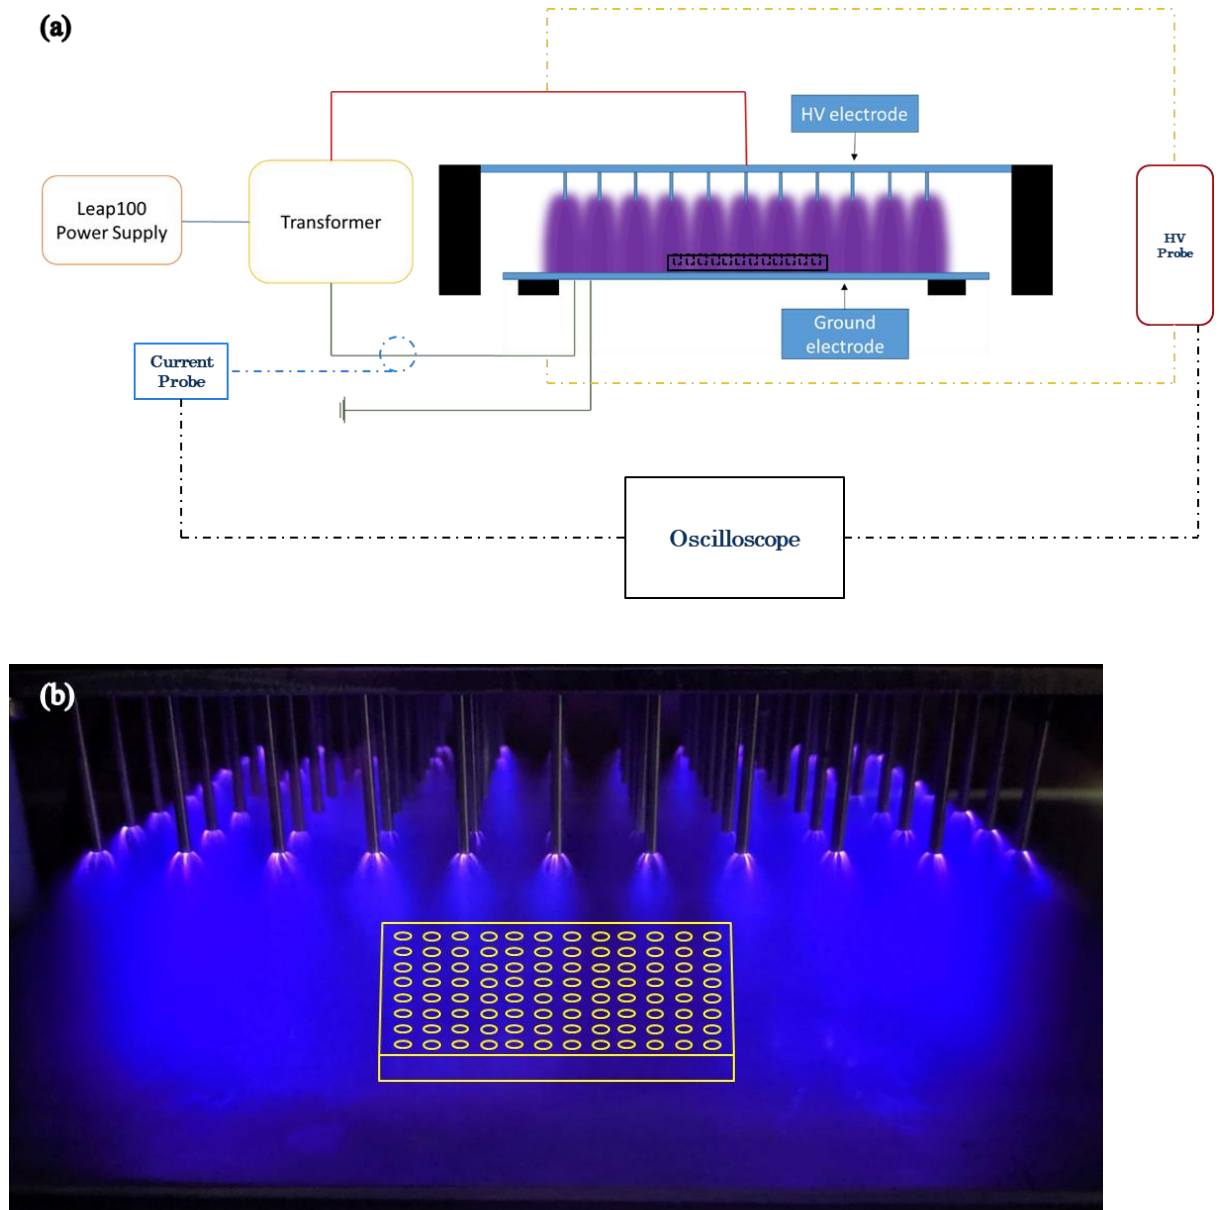 (a)
HV electrode
Leap100
Power Supply
Transformer
HV
Probe
Ground
electrode
Current
Probe
Oscilloscope
(b)